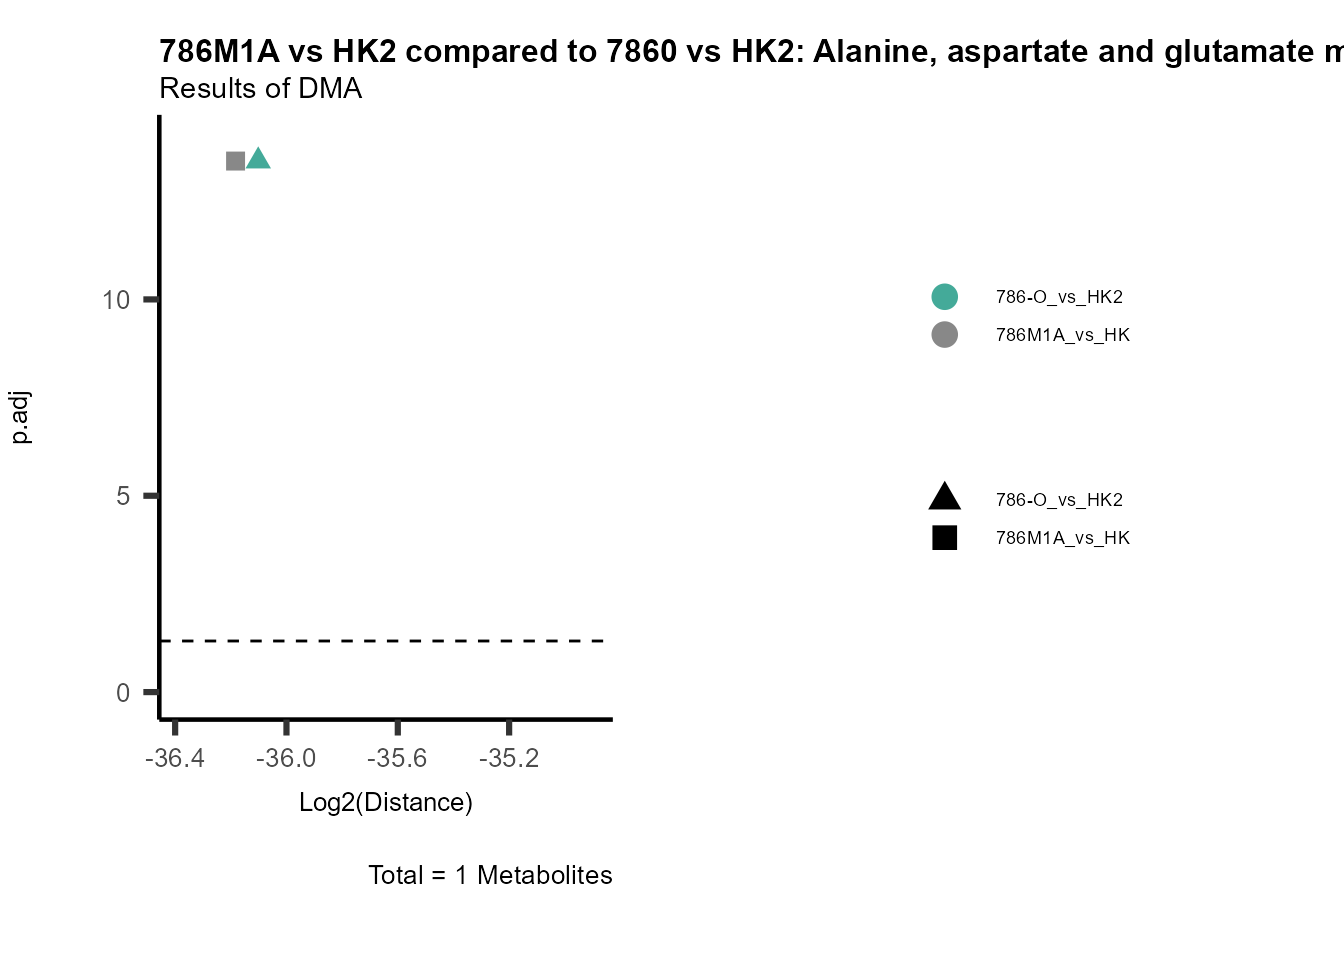 786M1A vs HK2 compared to 7860 vs HK2: Alanine, aspartate and glutamate m
Results of DMA
10
5
0
p.adj
-36.4 -36.0 -35.6 -35.2
Log2(Distance)
Total = 1 Metabolites
786-O_vs_HK2
786M1A_vs_HK
786-O_vs_HK2
786M1A_vs_HK